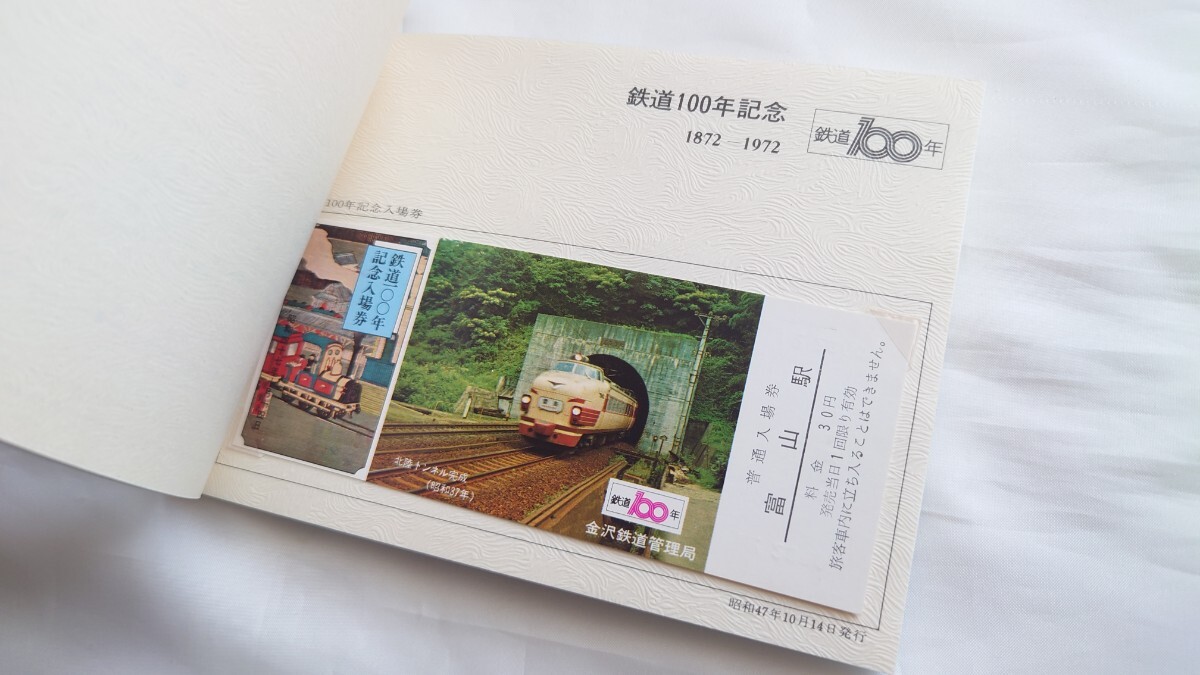 鉄道100年記念
1872—1972
鉄道100年
100年記念入場券
鉄道一〇〇年
記念入場券
北陸トンネル完成
(昭和37年)
鉄道100年
金沢鉄道管理局
普通入場券
富山駅
料金 30円
発売当日1回限り有効
旅客車内に立ち入ることはできません。
昭和47年10月14日発行